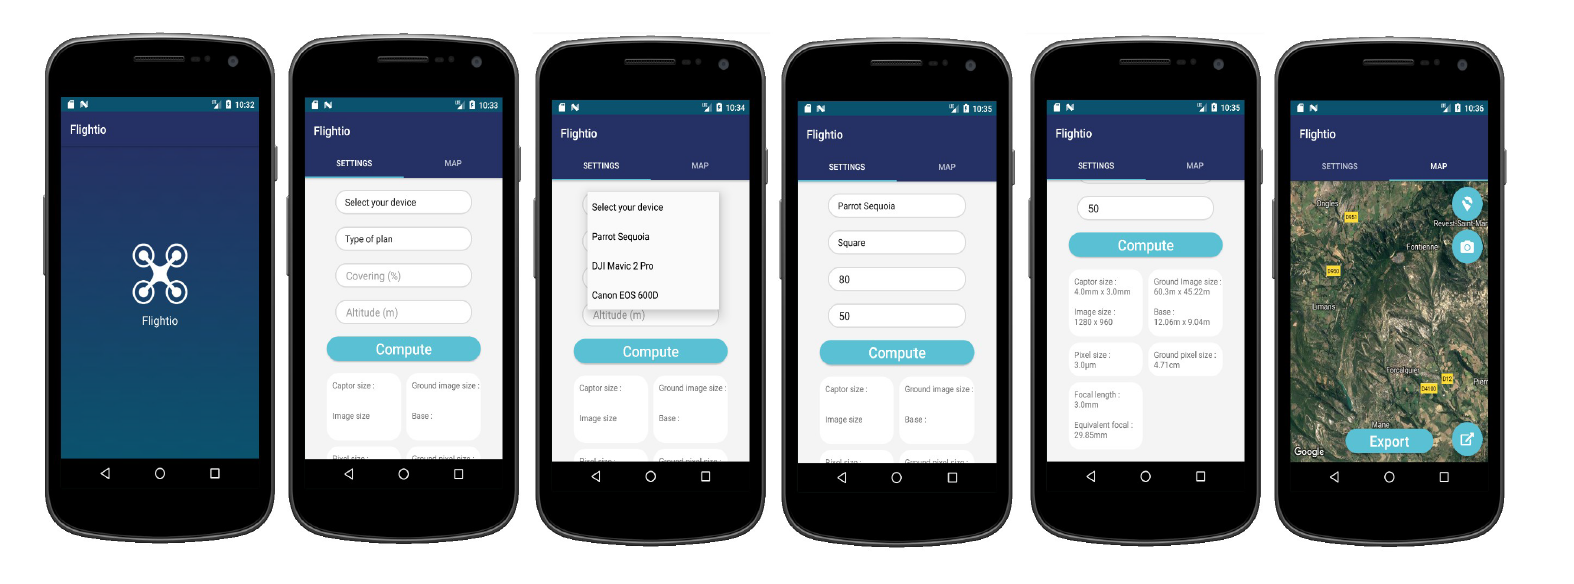 10:32
Flightio
Flightio
10:33
Flightio
SETTINGS MAP
Select your device
Type of plan
Covering (%)
Altitude (m)
Compute
Captor size :
Ground image size :
Image size
Base :
Pixel size :
Ground pixel size :
10:34
Flightio
SETTINGS MAP
Select your device
Parrot Sequoia
DJI Mavic 2 Pro
Canon EOS 600D
Altitude (m)
Compute
Captor size :
Ground image size :
Image size
Base :
Pixel size :
Ground pixel size :
10:35
Flightio
SETTINGS MAP
Parrot Sequoia
Square
80
50
Compute
Captor size :
Ground image size :
Image size
Base :
Pixel size :
Ground pixel size :
10:35
Flightio
SETTINGS MAP
50
Compute
Captor size :
4.0mm x 3.0mm
Ground Image size :
60.3m x 45.22m
Image size :
1280 x 960
Base :
12.06m x 9.04m
Pixel size :
3.0μm
Ground pixel size :
4.71cm
Focal length :
3.0mm
Equivalent focal :
29.85mm
10:36
Flightio
SETTINGS MAP
Ongles
D951
Revest-Saint-Mar
Fontienne
D900
Limans
Forcalquier
D12
D4100
Pierr
Mane
Export
Google